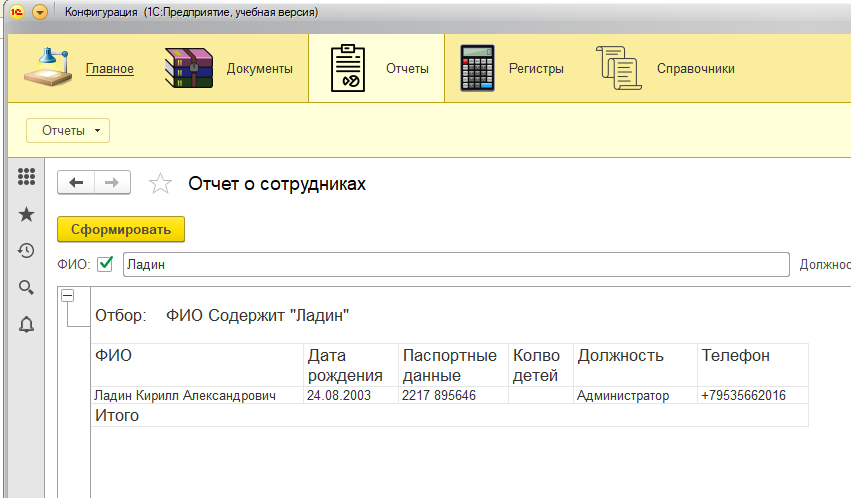 Конфигурация (1С:Предприятие, учебная версия)
Главное Документы Отчеты Регистры Справочники
Отчеты
Отчет о сотрудниках
Сформировать
ФИО: Ладин Должнос
Отбор: ФИО Содержит "Ладин"
ФИО Дата рождения Паспортные данные Колво детей Должность Телефон
Ладин Кирилл Александрович 24.08.2003 2217 895646 Администратор +79535662016
Итого